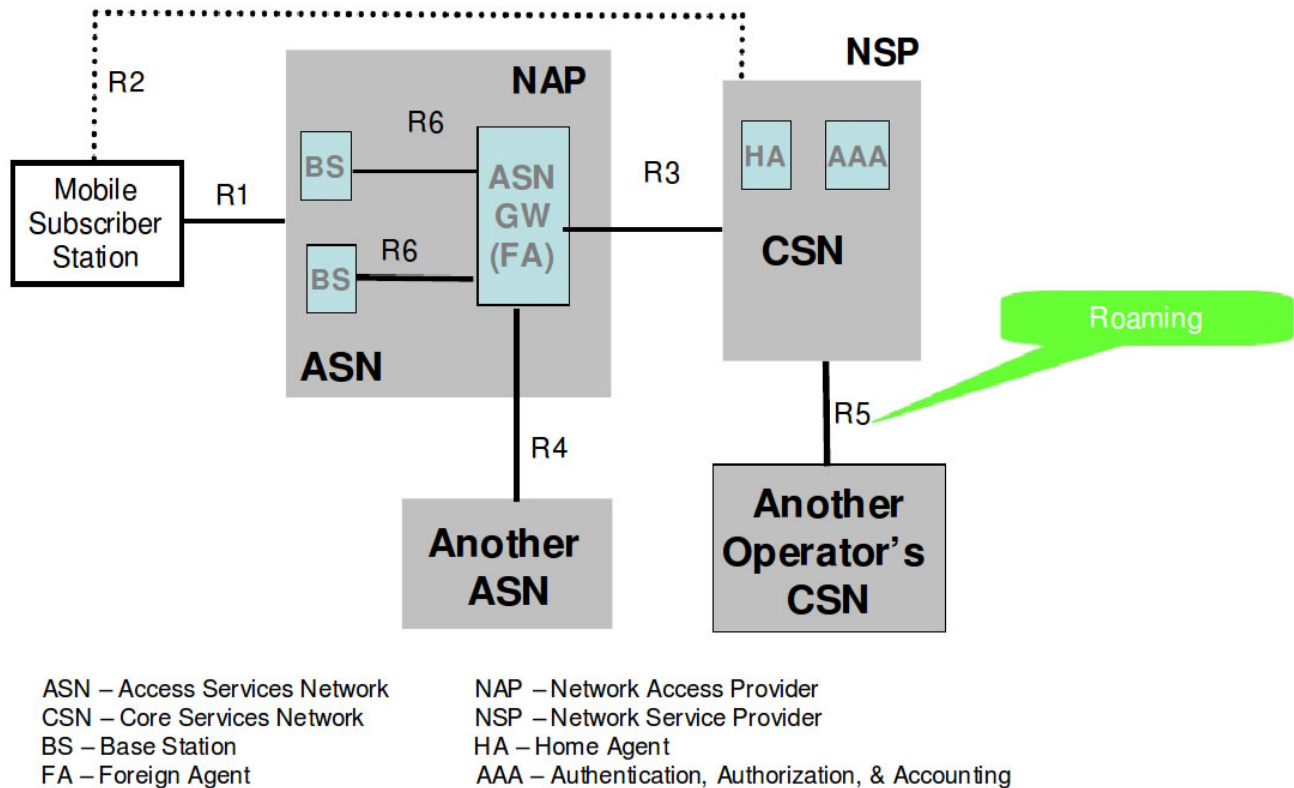 R2
NAP
NSP
R6
BS
ASN
GW
(FA)
HA
AAA
R3
Mobile
Subscriber
Station
R1
R6
BS
CSN
ASN
Roaming
R5
R4
Another
ASN
Another
Operator’s
CSN
ASN – Access Services Network
CSN – Core Services Network
BS – Base Station
FA – Foreign Agent
NAP – Network Access Provider
NSP – Network Service Provider
HA – Home Agent
AAA – Authentication, Authorization, & Accounting